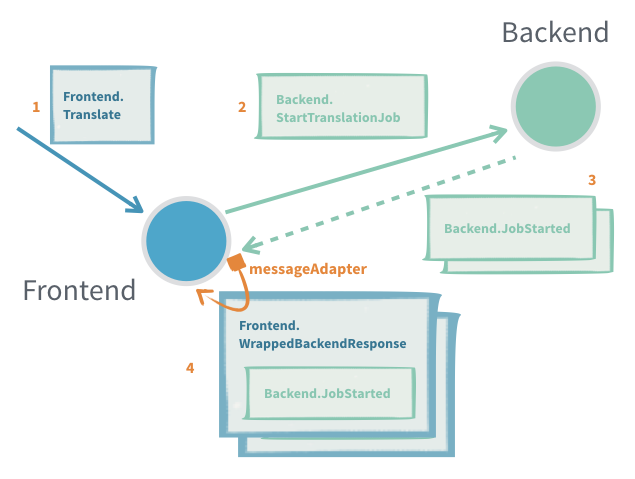 Backend
1
Frontend.
Translate
2
Backend.
StartTranslationJob
3
Backend.JobStarted
messageAdapter
Frontend
4
Frontend.
WrappedBackendResponse
Backend.JobStarted